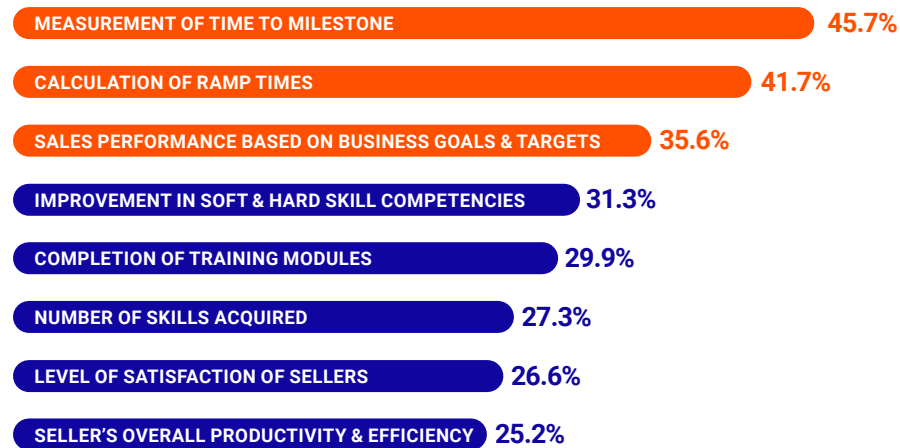 MEASUREMENT OF TIME TO MILESTONE 45.7%
CALCULATION OF RAMP TIMES 41.7%
SALES PERFORMANCE BASED ON BUSINESS GOALS & TARGETS 35.6%
IMPROVEMENT IN SOFT & HARD SKILL COMPETENCIES 31.3%
COMPLETION OF TRAINING MODULES 29.9%
NUMBER OF SKILLS ACQUIRED 27.3%
LEVEL OF SATISFACTION OF SELLERS 26.6%
SELLER’S OVERALL PRODUCTIVITY & EFFICIENCY 25.2%